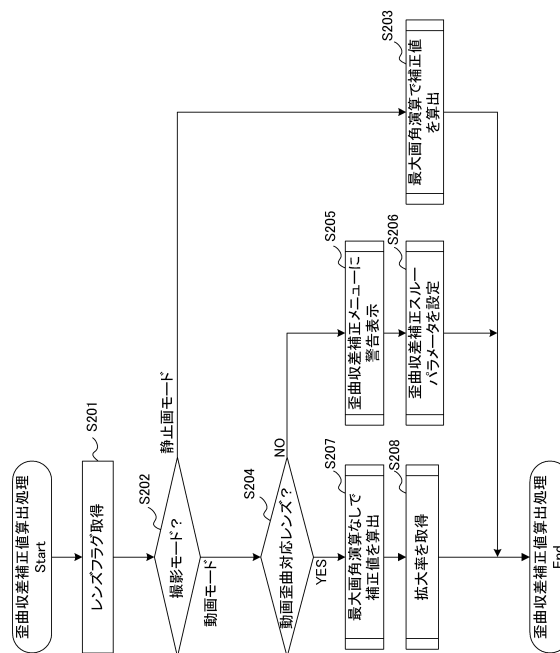 歪曲収差補正値算出処理
Start
S201
レンズフラグ取得
S202
撮影モード?
静止画モード
動画モード
S203
最大画角演算で補正値
を算出
S204
動画歪曲対応レンズ?
NO
YES
S205
歪曲収差補正メニューに
警告表示
S206
歪曲収差補正スルー
パラメータを設定
S207
最大画角演算なしで
補正値を算出
S208
拡大率を取得
歪曲収差補正値算出処理
End